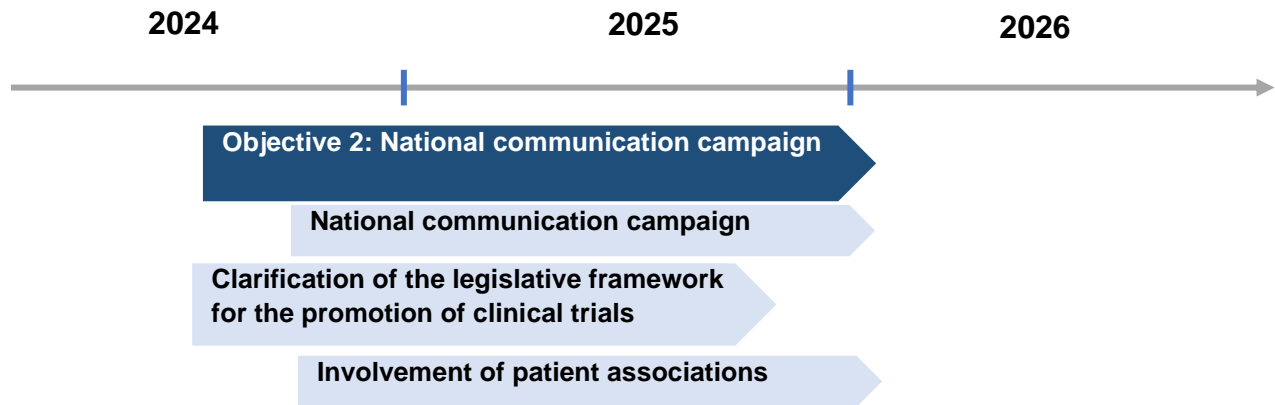 2024
2025
2026
Objective 2: National communication campaign
National communication campaign
Clarification of the legislative framework
for the promotion of clinical trials
Involvement of patient associations